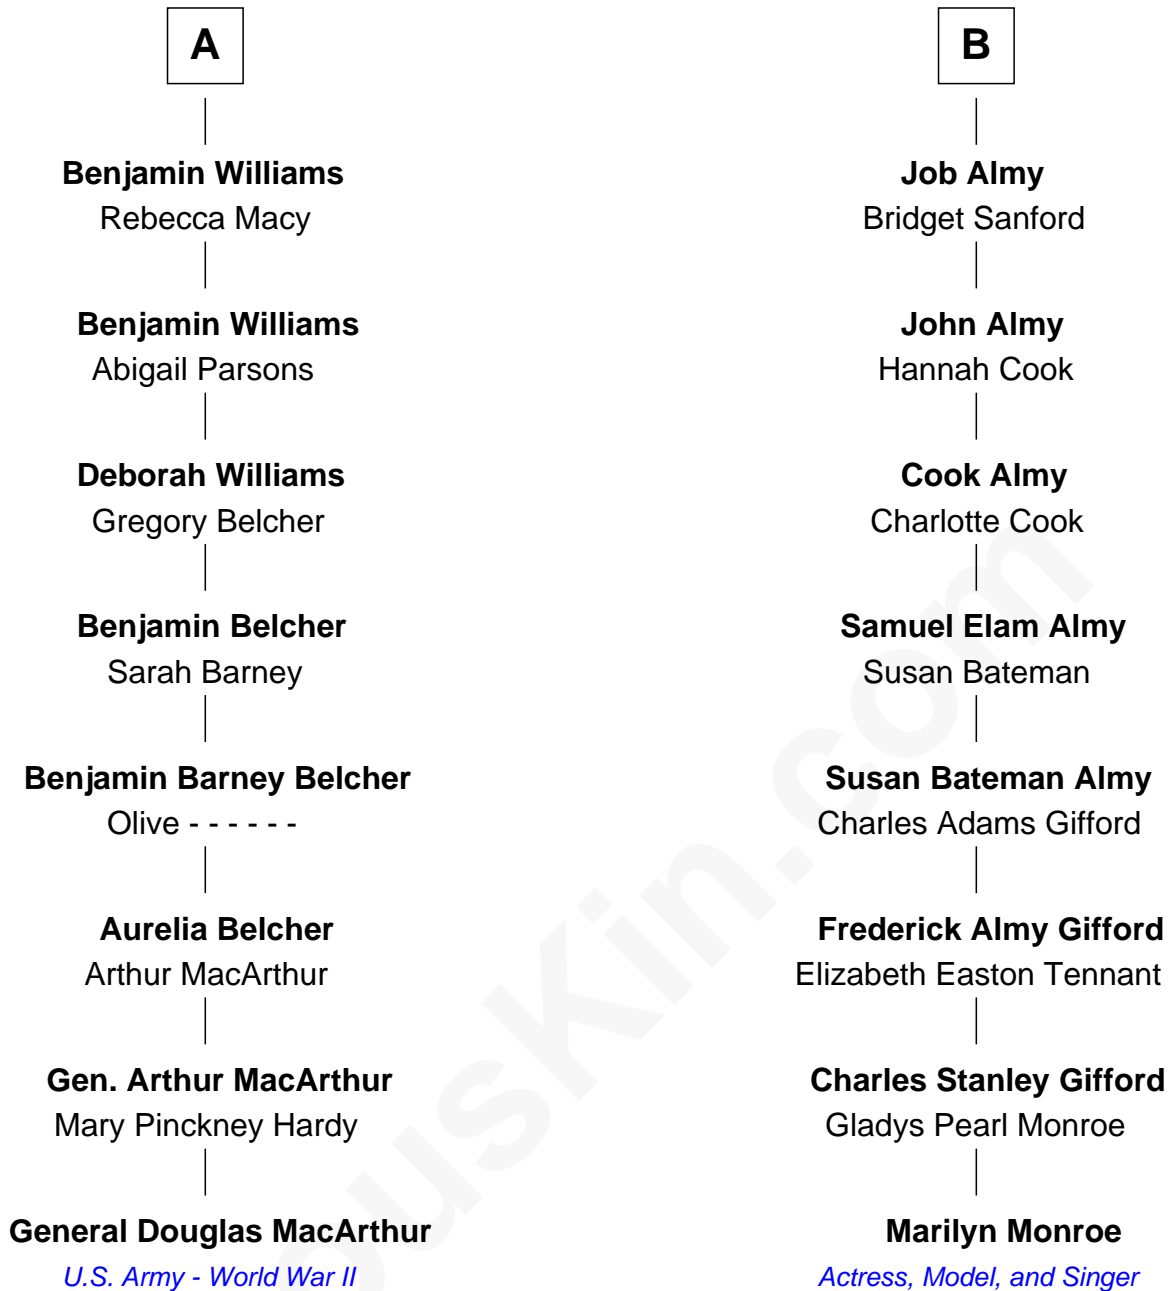 A
B
Benjamin Williams
Rebecca Macy
Job Almy
Bridget Sanford
Benjamin Williams
Abigail Parsons
John Almy
Hannah Cook
Deborah Williams
Gregory Belcher
Cook Almy
Charlotte Cook
Benjamin Belcher
Sarah Barney
Samuel Elam Almy
Susan Bateman
Benjamin Barney Belcher
Olive - - - - - -
Susan Bateman Almy
Charles Adams Gifford
Aurelia Belcher
Arthur MacArthur
Frederick Almy Gifford
Elizabeth Easton Tennant
Gen. Arthur MacArthur
Mary Pinckney Hardy
Charles Stanley Gifford
Gladys Pearl Monroe
General Douglas MacArthur
U.S. Army - World War II
Marilyn Monroe
Actress, Model, and Singer
ousKin.com